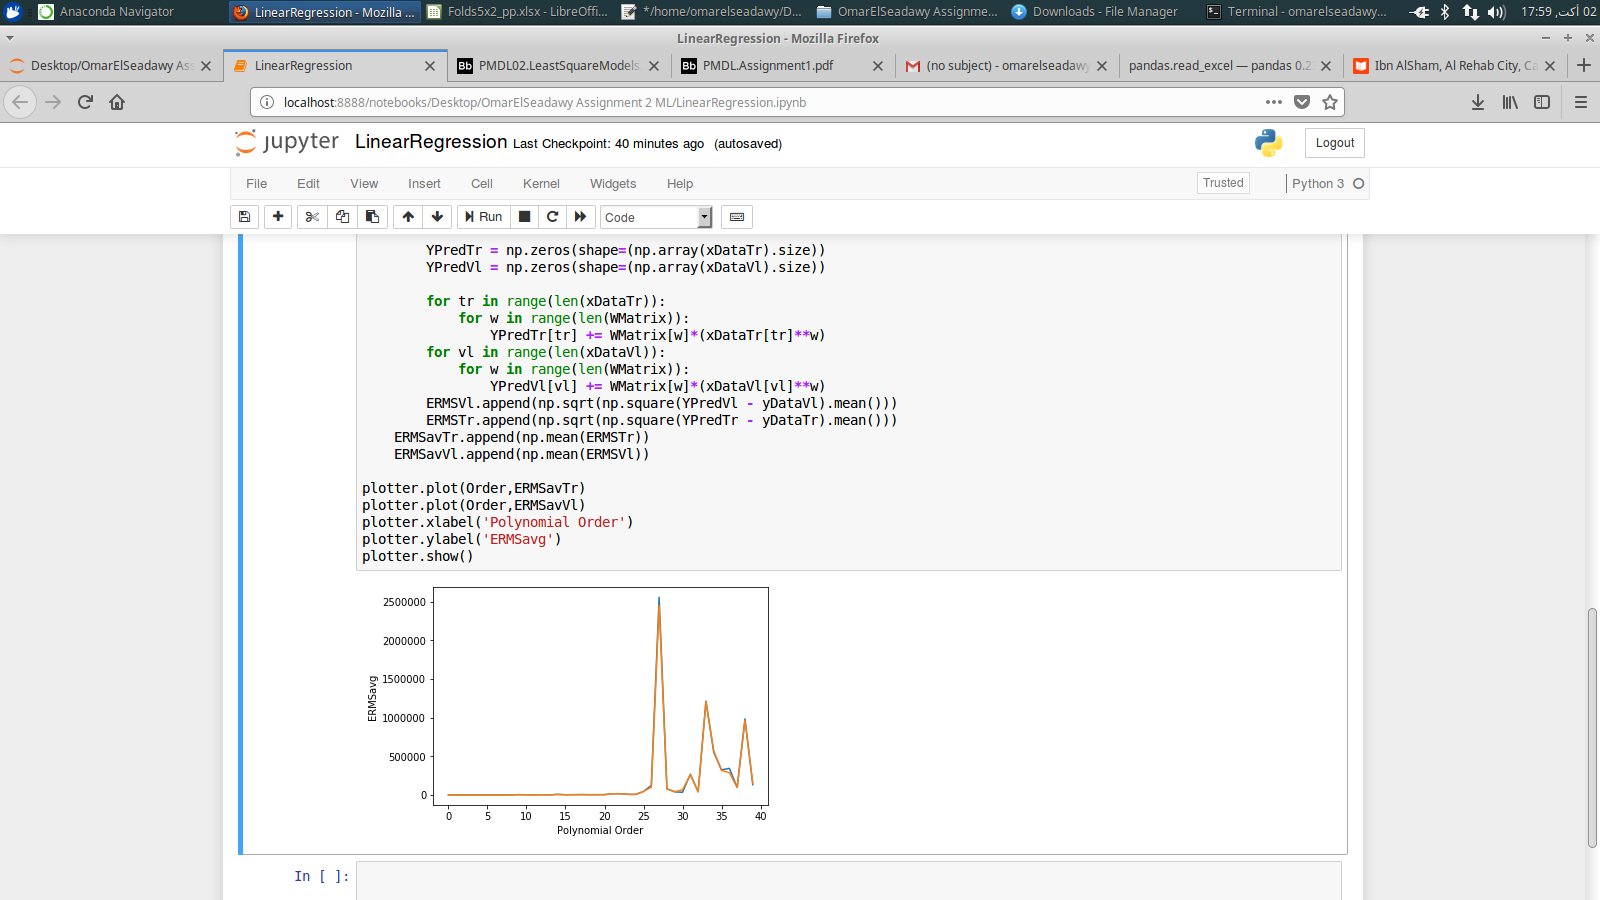 Anaconda Navigator
LinearRegression - Mozilla ...
Folds5x2_pp.xlsx - LibreOffi...
*/home/omarelseadawy/D...
OmarElSeadawy Assignme...
Downloads - File Manager
Terminal - omarelseadawy...
02 أكت, 17:59
LinearRegression - Mozilla Firefox
Desktop/OmarElSeadawy Ass
LinearRegression
PMDL02.LeastSquareModels.
PMDL.Assignment1.pdf
(no subject) - omarelseadawy
pandas.read_excel — pandas 0.2
Ibn AlSham, Al Rehab City, Ca
localhost:8888/notebooks/Desktop/OmarElSeadawy Assignment 2 ML/LinearRegression.ipynb
jupyter LinearRegression Last Checkpoint: 40 minutes ago (autosaved)
Logout
File Edit View Insert Cell Kernel Widgets Help
Trusted
Python 3
Run
Code
YPredTr = np.zeros(shape=(np.array(xDataTr).size))
YPredVl = np.zeros(shape=(np.array(xDataVl).size))
for tr in range(len(xDataTr)):
for w in range(len(WMatrix)):
YPredTr[tr] += WMatrix[w]*(xDataTr[tr]**w)
for vl in range(len(xDataVl)):
for w in range(len(WMatrix)):
YPredVl[vl] += WMatrix[w]*(xDataVl[vl]**w)
ERMSVl.append(np.sqrt(np.square(YPredVl - yDataVl).mean()))
ERMSTr.append(np.sqrt(np.square(YPredTr - yDataTr).mean()))
ERMSavTr.append(np.mean(ERMSTr))
ERMSavVl.append(np.mean(ERMSVl))
plotter.plot(Order,ERMSavTr)
plotter.plot(Order,ERMSavVl)
plotter.xlabel('Polynomial Order')
plotter.ylabel('ERMSavg')
plotter.show()
2500000
2000000
1500000
1000000
500000
0
ERMSavg
0 5 10 15 20 25 30 35 40
Polynomial Order
In [ ]: